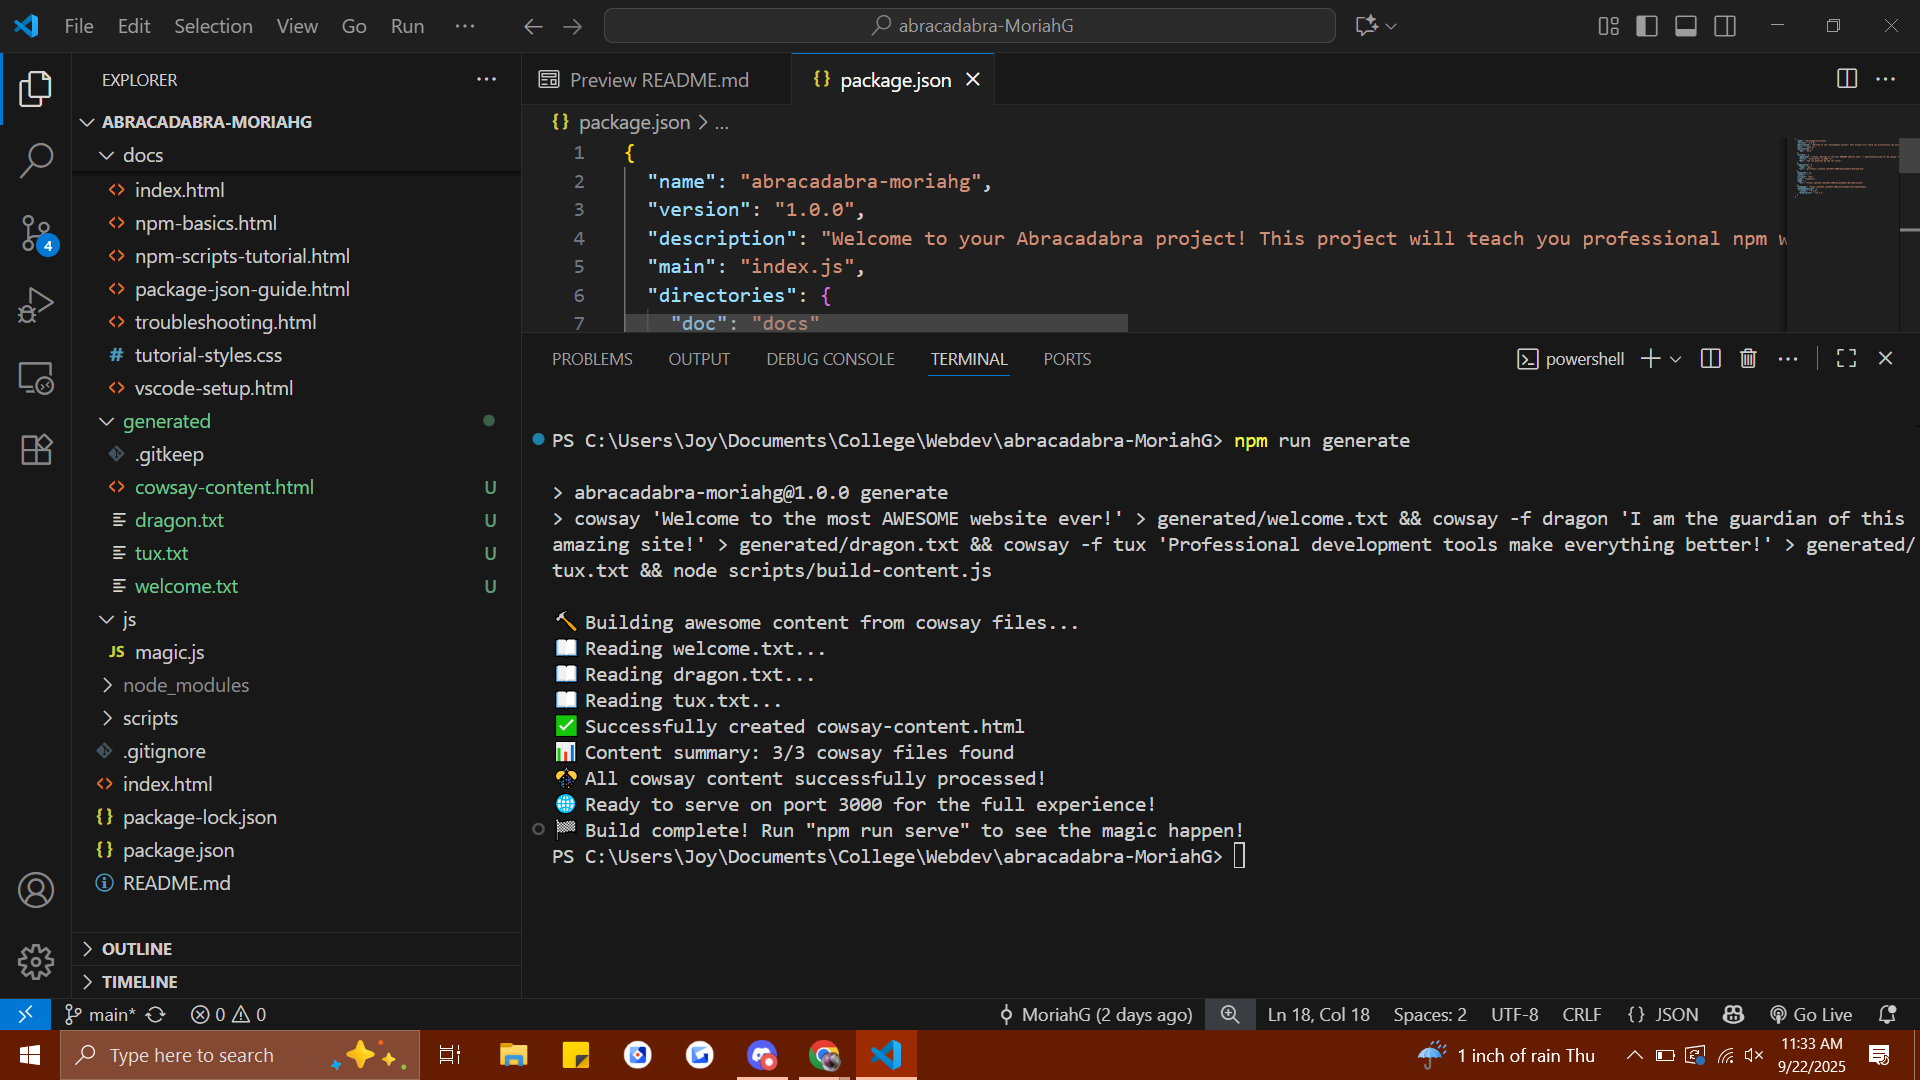 File Edit Selection View Go Run ··· abracadabra-MoriahG
EXPLORER ···
ABRACADABRA-MORIAHG
docs
index.html
npm-basics.html
npm-scripts-tutorial.html
package-json-guide.html
troubleshooting.html
# tutorial-styles.css
vscode-setup.html
generated
.gitkeep
cowsay-content.html U
dragon.txt U
tux.txt U
welcome.txt U
js
JS magic.js
node_modules
scripts
.gitignore
index.html
{} package-lock.json
{} package.json
README.md
OUTLINE
TIMELINE
4
Preview README.md {} package.json
{} package.json > ...
1 {
2 "name": "abracadabra-moriahg",
3 "version": "1.0.0",
4 "description": "Welcome to your Abracadabra project! This project will teach you professional npm w
5 "main": "index.js",
6 "directories": {
7 "doc": "docs"
PROBLEMS OUTPUT DEBUG CONSOLE TERMINAL PORTS powershell
PS C:\Users\Joy\Documents\College\Webdev\abracadabra-MoriahG> npm run generate
> abracadabra-moriahg@1.0.0 generate
> cowsay 'Welcome to the most AWESOME website ever!' > generated/welcome.txt && cowsay -f dragon 'I am the guardian of this
amazing site!' > generated/dragon.txt && cowsay -f tux 'Professional development tools make everything better!' > generated/
tux.txt && node scripts/build-content.js
🔨 Building awesome content from cowsay files...
📖 Reading welcome.txt...
📖 Reading dragon.txt...
📖 Reading tux.txt...
✅ Successfully created cowsay-content.html
📊 Content summary: 3/3 cowsay files found
All cowsay content successfully processed!
🌐 Ready to serve on port 3000 for the full experience!
🏁 Build complete! Run "npm run serve" to see the magic happen!
PS C:\Users\Joy\Documents\College\Webdev\abracadabra-MoriahG>
main* 0 0 MoriahG (2 days ago) Ln 18, Col 18 Spaces: 2 UTF-8 CRLF {} JSON Go Live
Type here to search 1 inch of rain Thu 11:33 AM
9/22/2025